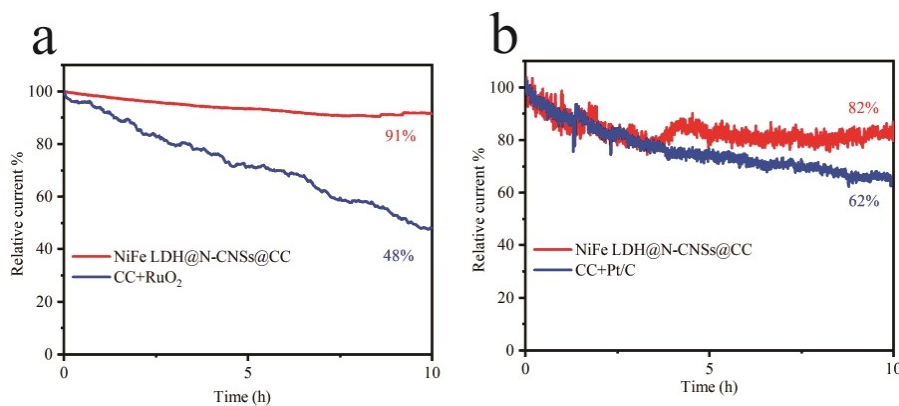 a
Relative current %
100
80
60
40
20
0
91%
48%
NiFe LDH@N-CNSs@CC
CC+RuO₂
0
5
10
Time (h)
b
Relative current %
100
80
60
40
20
0
82%
62%
NiFe LDH@N-CNSs@CC
CC+Pt/C
0
5
10
Time (h)